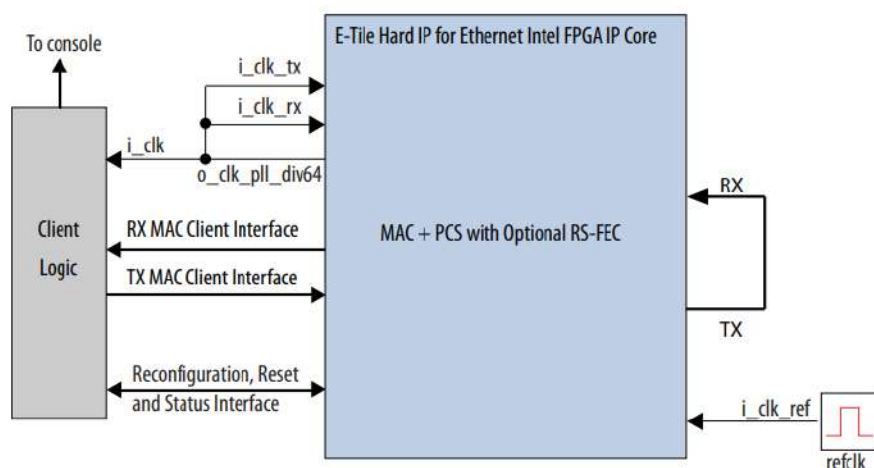 E-Tile Hard IP for Ethernet Intel FPGA IP Core
To console
i_clk_tx
i_clk_rx
i_clk
o_clk_pll_div64
RX
Client
Logic
RX MAC Client Interface
MAC + PCS with Optional RS-FEC
TX MAC Client Interface
TX
Reconfiguration, Reset
and Status Interface
i_clk_ref
refclk